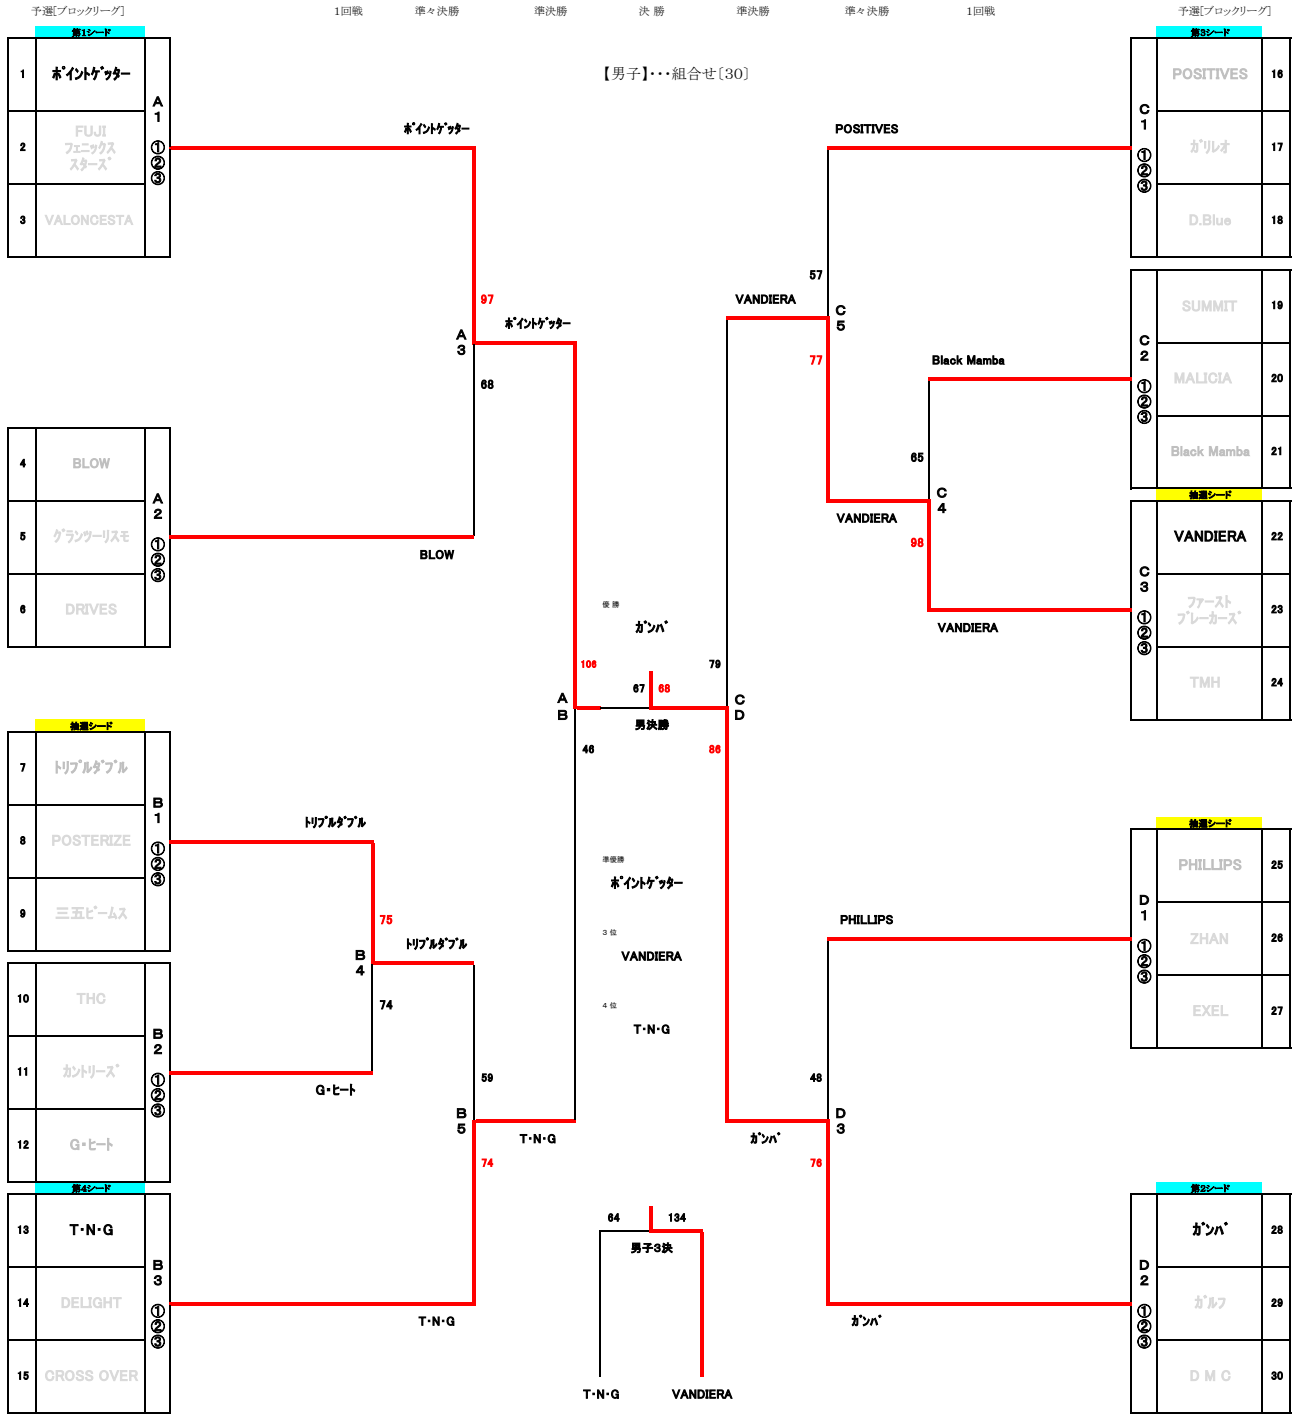 予選[ブロックリーグ] 1回戦 準々決勝 準決勝 決 勝 準決勝 準々決勝 1回戦 予選[ブロックリーグ]
【男子】･･･組合せ〔30〕
第1シード
1 ﾎﾟｲﾝﾄｹﾞｯﾀｰ
2 FUJI
ﾌｪﾆｯｸｽ
ｽﾀｰｽﾞ
3 VALONCESTA
A
1
①
②
③
4 BLOW
5 ｸﾞﾗﾝﾂｰﾘｽﾓ
6 DRIVES
A
2
①
②
③
抽選シード
7 ﾄﾘﾌﾟﾙﾀﾞﾌﾞﾙ
8 POSTERIZE
9 三五ﾋﾞｰﾑｽ
B
1
①
②
③
10 THC
11 ｶﾝﾄﾘｰｽﾞ
12 G・ﾋｰﾄ
B
2
①
②
③
第4シード
13 T･N･G
14 DELIGHT
15 CROSS OVER
B
3
①
②
③
ﾎﾟｲﾝﾄｹﾞｯﾀｰ
97
A
3
68
BLOW
ﾎﾟｲﾝﾄｹﾞｯﾀｰ
ﾄﾘﾌﾟﾙﾀﾞﾌﾞﾙ
75
B
4
74
G・ﾋｰﾄ
ﾄﾘﾌﾟﾙﾀﾞﾌﾞﾙ
59
B
5
74
T･N･G
T･N･G
106
A
B
46
優 勝
ｶﾞﾝﾊﾞ
67 68
男決勝
準優勝
ﾎﾟｲﾝﾄｹﾞｯﾀｰ
3 位
VANDIERA
4 位
T･N･G
64 134
男子3決
T･N･G VANDIERA
79
C
D
86
VANDIERA
POSITIVES
57
C
5
77
VANDIERA
Black Mamba
65
C
4
98
VANDIERA
PHILLIPS
48
D
3
76
ｶﾞﾝﾊﾞ
ｶﾞﾝﾊﾞ
第3シード
C
1
①
②
③
POSITIVES 16
ｶﾞﾘﾚｵ 17
D.Blue 18
C
2
①
②
③
SUMMIT 19
MALICIA 20
Black Mamba 21
抽選シード
C
3
①
②
③
VANDIERA 22
ﾌｧｰｽﾄ
ﾌﾞﾚｰｶｰｽﾞ 23
TMH 24
抽選シード
D
1
①
②
③
PHILLIPS 25
ZHAN 26
EXEL 27
第2シード
D
2
①
②
③
ｶﾞﾝﾊﾞ 28
ｶﾞﾙﾌ 29
D M C 30